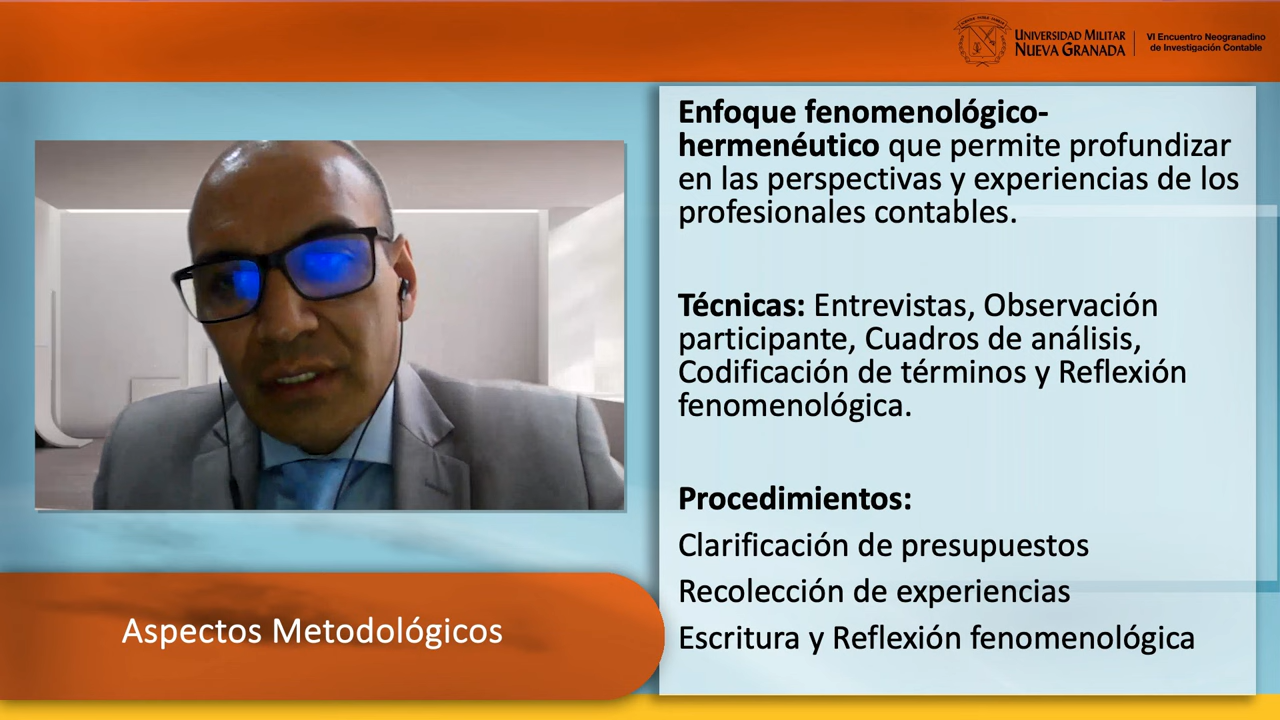 UNIVERSIDAD MILITAR
NUEVA GRANADA
VI Encuentro Neogranadino
de Investigación Contable
Enfoque fenomenológico-
hermenéutico que permite profundizar
en las perspectivas y experiencias de los
profesionales contables.
Técnicas: Entrevistas, Observación
participante, Cuadros de análisis,
Codificación de términos y Reflexión
fenomenológica.
Procedimientos:
Clarificación de presupuestos
Recolección de experiencias
Escritura y Reflexión fenomenológica
Aspectos Metodológicos